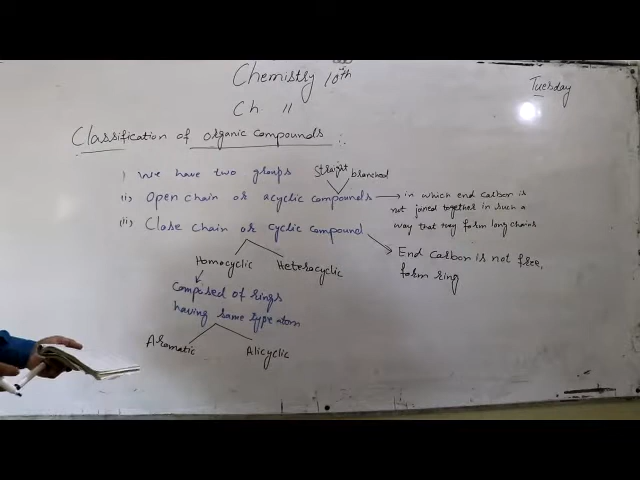 Chemistry 10th
Tuesday
Ch. 11
Classification of organic compounds :.
1) We have two groups
Straight branched
(i) Open chain or acyclic compounds → in which end carbon is
not joined together in such a
way that they form long chains
(ii) Close chain or cyclic compound
End Carbon is not free,
form ring
Homocyclic Heterocyclic
Composed of rings
having same type atom
Aromatic Alicyclic